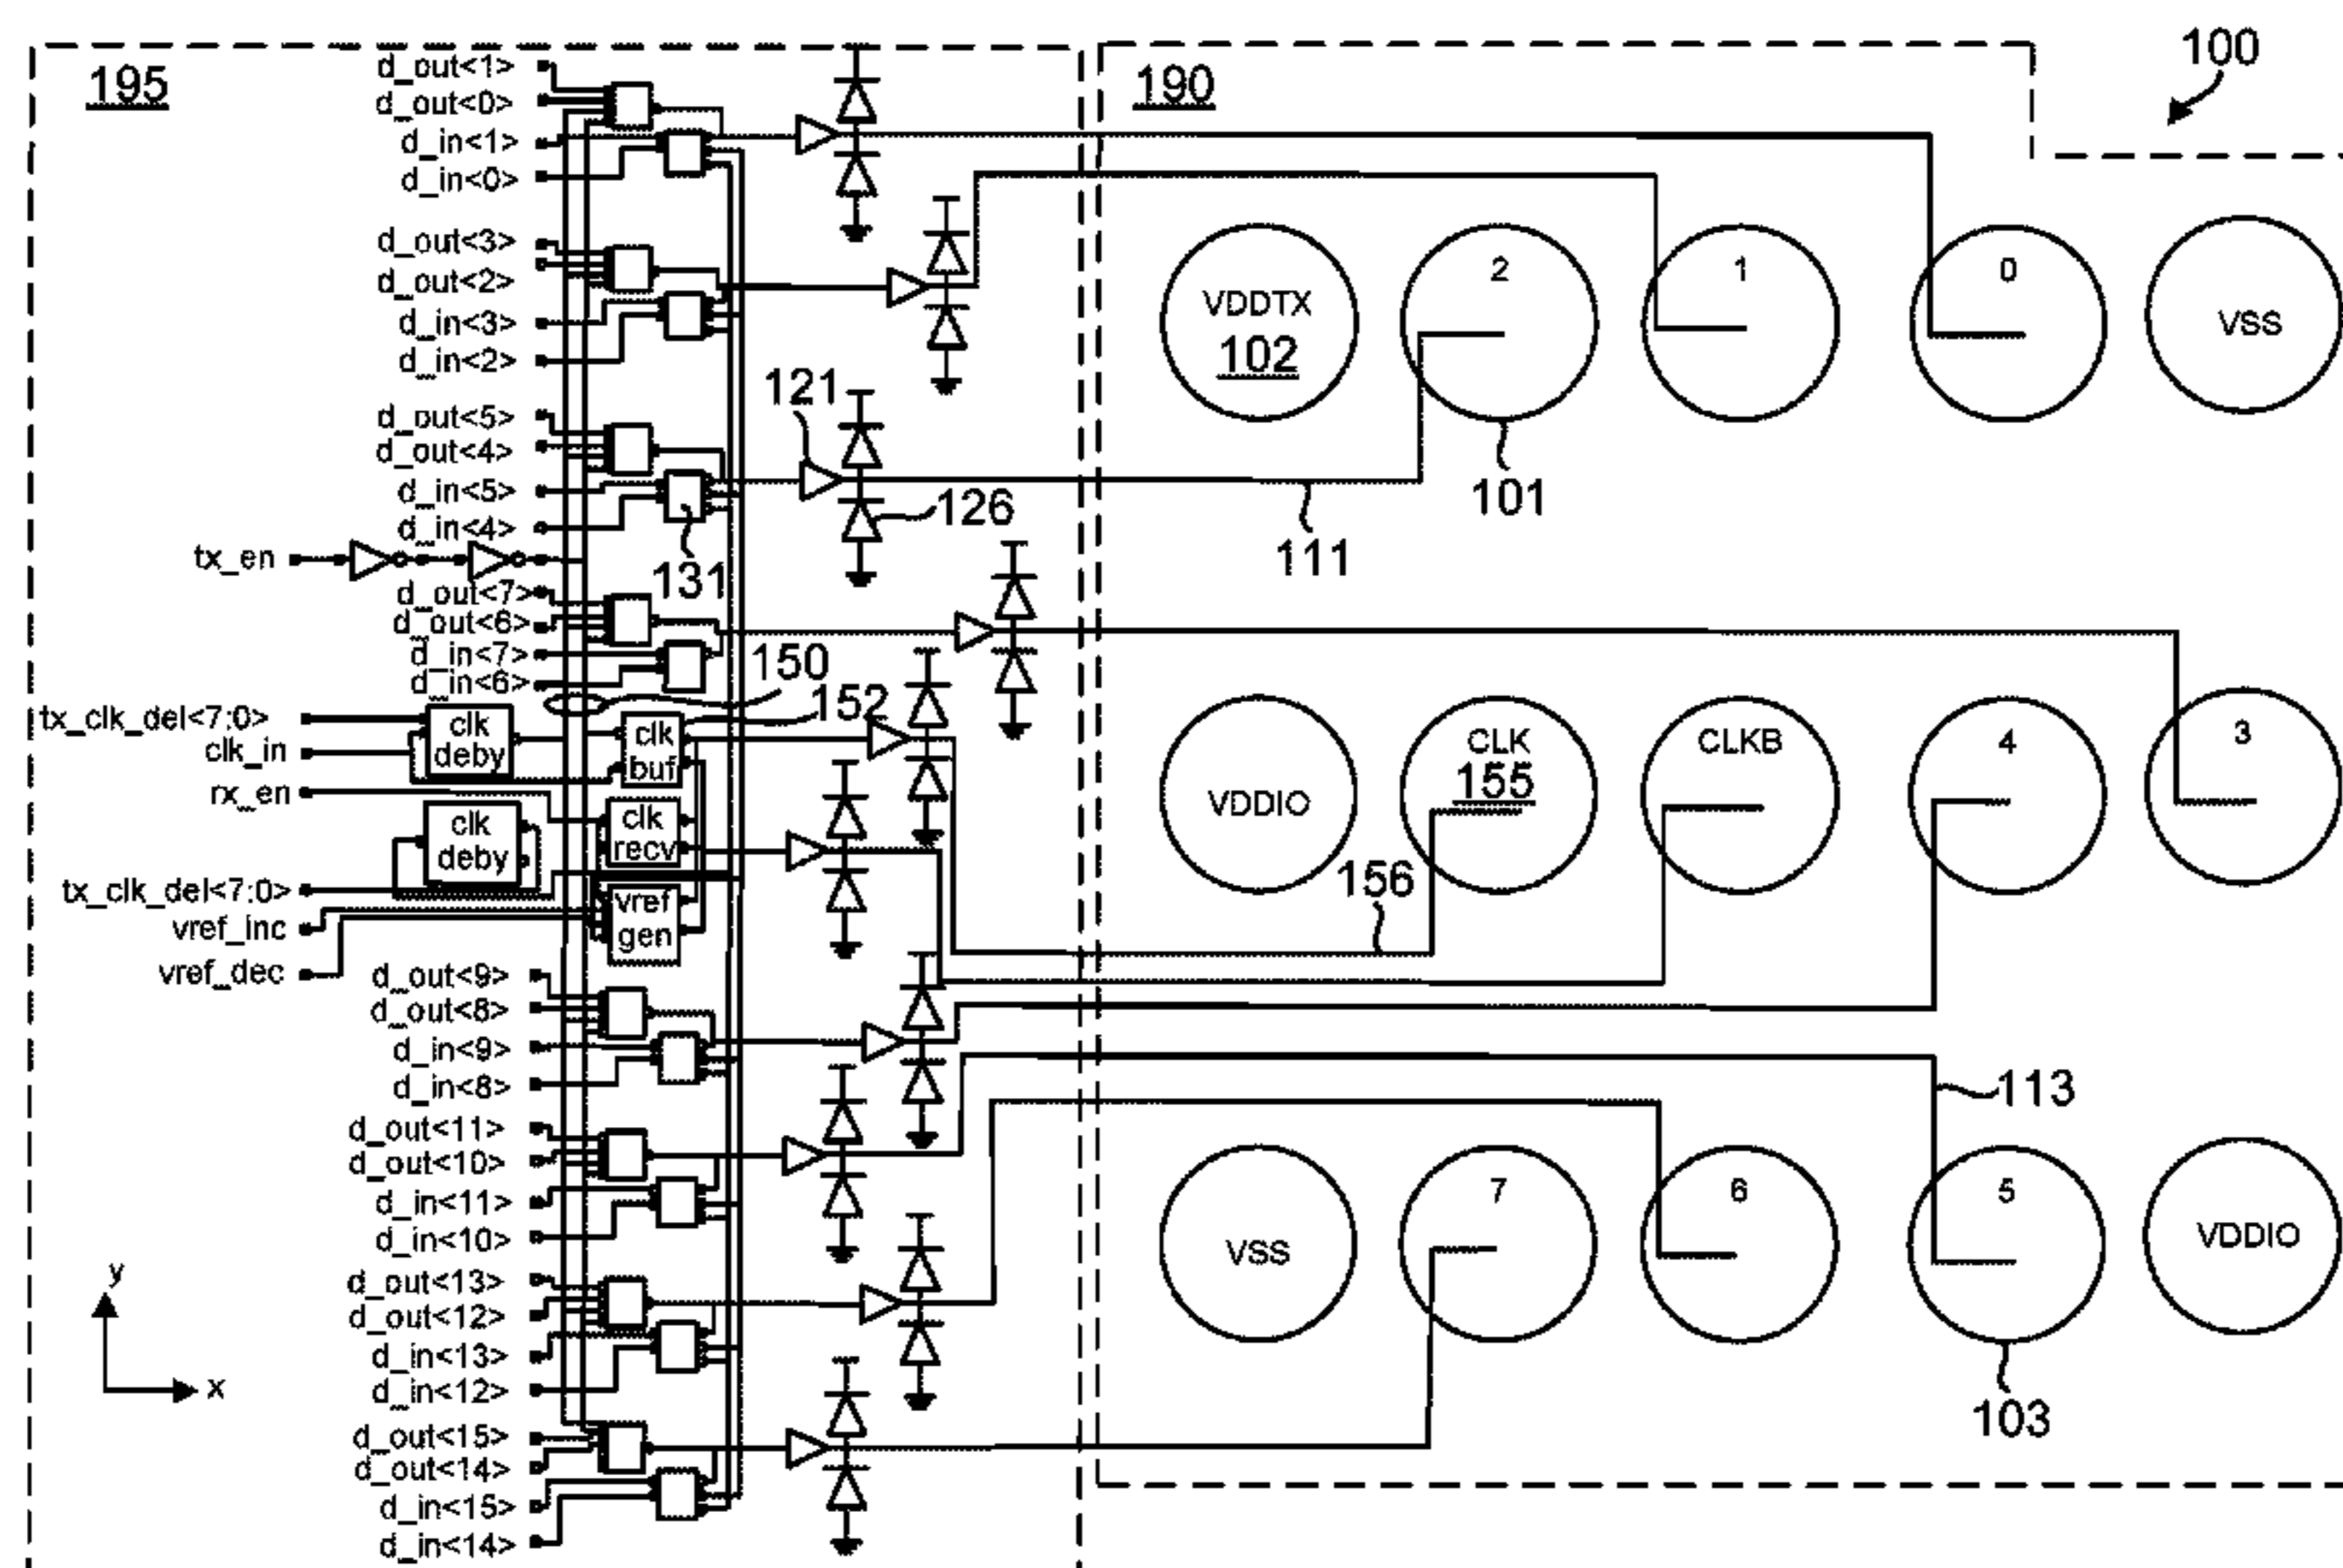 100
195
190
d_out<1>
d_out<0>
d_in<1>
d_in<0>
d_out<3>
d_out<2>
d_in<3>
d_in<2>
VDDTX
102
2
1
0
VSS
121
d_out<5>
d_out<4>
d_in<5>
d_in<4>
126
101
111
131
tx_en
d_out<7>
d_out<6>
d_in<7>
d_in<6>
150
152
tx_clk_del<7:0>
clk_in
rx_en
clk
deby
clk
buf
clk
recv
clk
deby
vref
gen
tx_clk_del<7:0>
vref_inc
vref_dec
VDDIO
CLK
155
CLKB
4
3
156
d_out<9>
d_out<8>
d_in<9>
d_in<8>
113
d_out<11>
d_out<10>
d_in<11>
d_in<10>
VSS
7
6
5
VDDIO
103
d_out<13>
d_out<12>
d_in<13>
d_in<12>
y
x
d_out<15>
d_out<14>
d_in<15>
d_in<14>